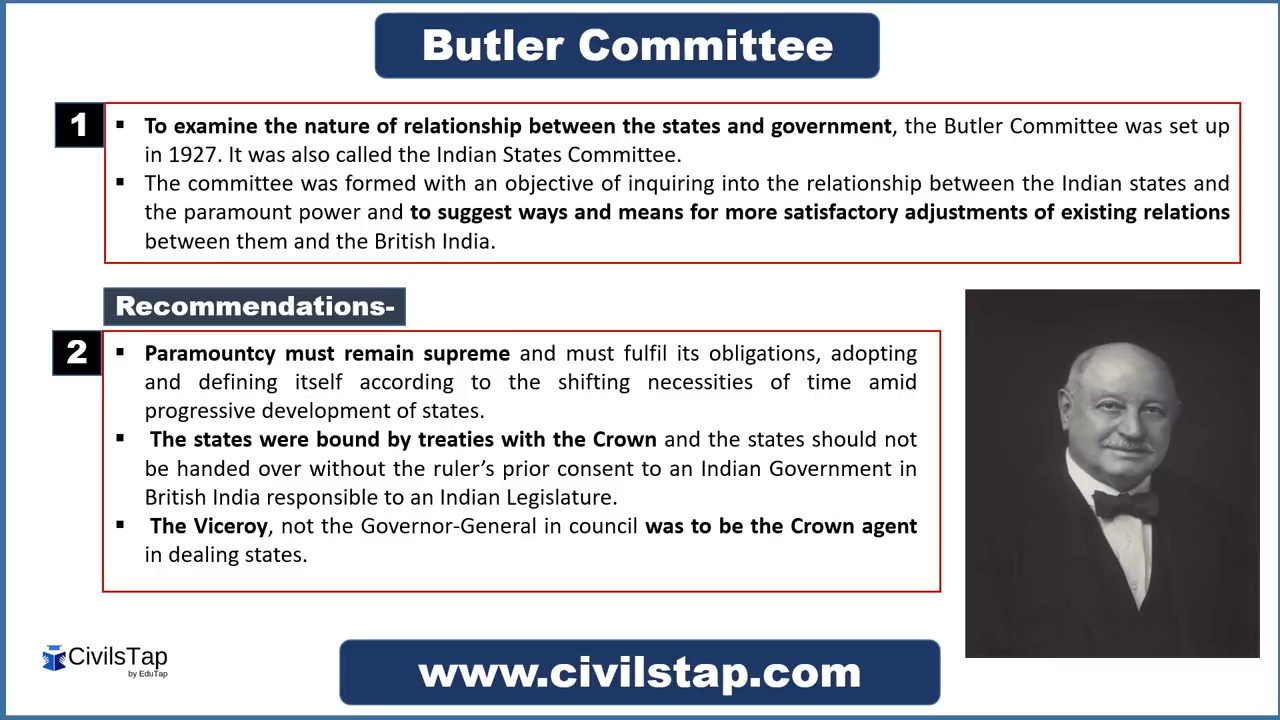 Butler Committee
1
▪ To examine the nature of relationship between the states and government, the Butler Committee was set up
in 1927. It was also called the Indian States Committee.
▪ The committee was formed with an objective of inquiring into the relationship between the Indian states and
the paramount power and to suggest ways and means for more satisfactory adjustments of existing relations
between them and the British India.
Recommendations-
2
▪ Paramountcy must remain supreme and must fulfil its obligations, adopting
and defining itself according to the shifting necessities of time amid
progressive development of states.
▪ The states were bound by treaties with the Crown and the states should not
be handed over without the ruler’s prior consent to an Indian Government in
British India responsible to an Indian Legislature.
▪ The Viceroy, not the Governor-General in council was to be the Crown agent
in dealing states.
CivilsTap
by EduTap
www.civilstap.com